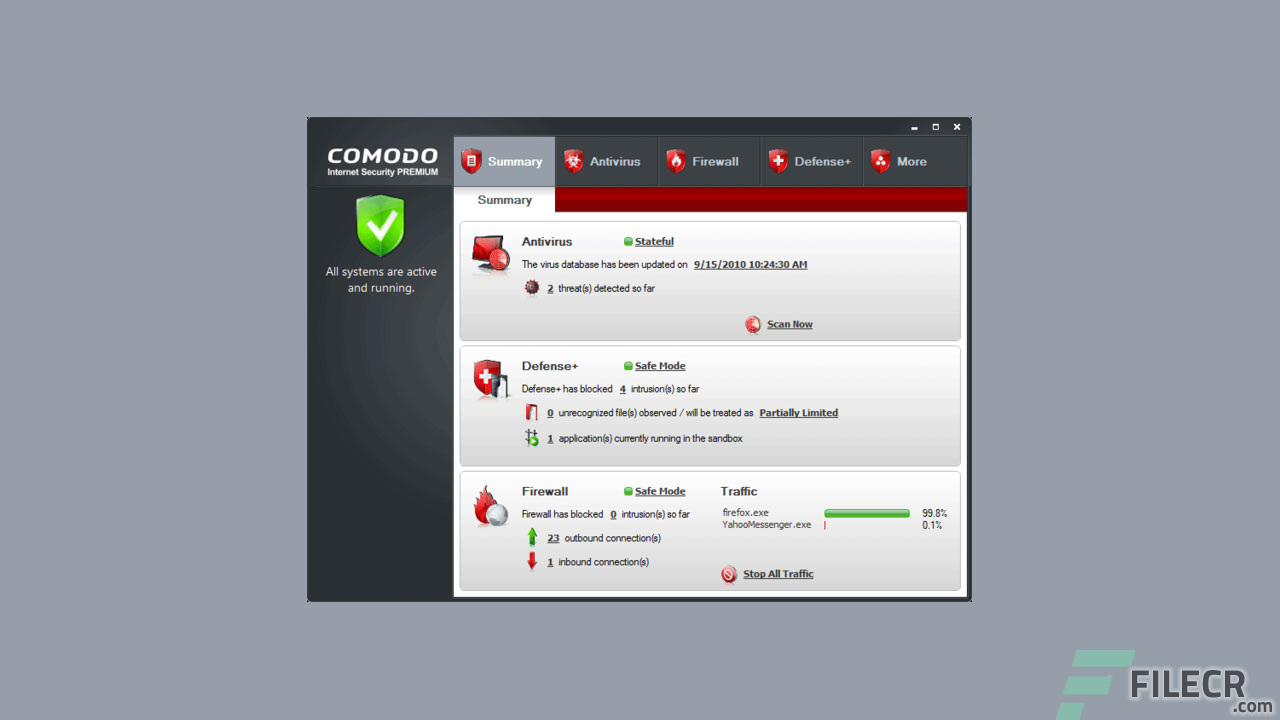 COMODO
Internet Security PREMIUM
Summary
Antivirus
Firewall
Defense+
More
Summary
All systems are active
and running.
Antivirus Stateful
The virus database has been updated on 9/15/2010 10:24:30 AM
2 threat(s) detected so far
Scan Now
Defense+ Safe Mode
Defense+ has blocked 4 intrusion(s) so far
0 unrecognized file(s) observed / will be treated as Partially Limited
1 application(s) currently running in the sandbox
Firewall Safe Mode
Firewall has blocked 0 intrusion(s) so far
23 outbound connection(s)
1 inbound connection(s)
Traffic
firefox.exe 99.8%
YahooMessenger.exe 0.1%
Stop All Traffic
FILECR
.com